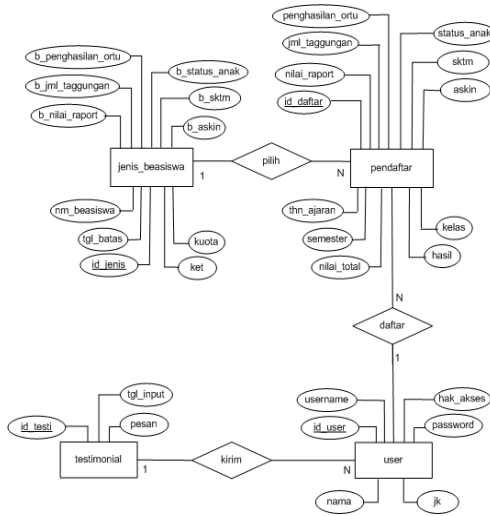 penghasilan_ortu
status_anak
b_penghasilan_ortu
jml_taggungan
sktm
b_status_anak
b_jml_taggungan
nilai_raport
askin
b_sktm
b_nilai_raport
id_daftar
b_askin
jenis_beasiswa
1
pilih
N
pendaftar
nm_beasiswa
thn_ajaran
kelas
tgl_batas
kuota
semester
hasil
id_jenis
ket
nilai_total
N
daftar
1
tgl_input
username
hak_akses
id_testi
pesan
id_user
password
testimonial
1
kirim
N
user
nama
jk